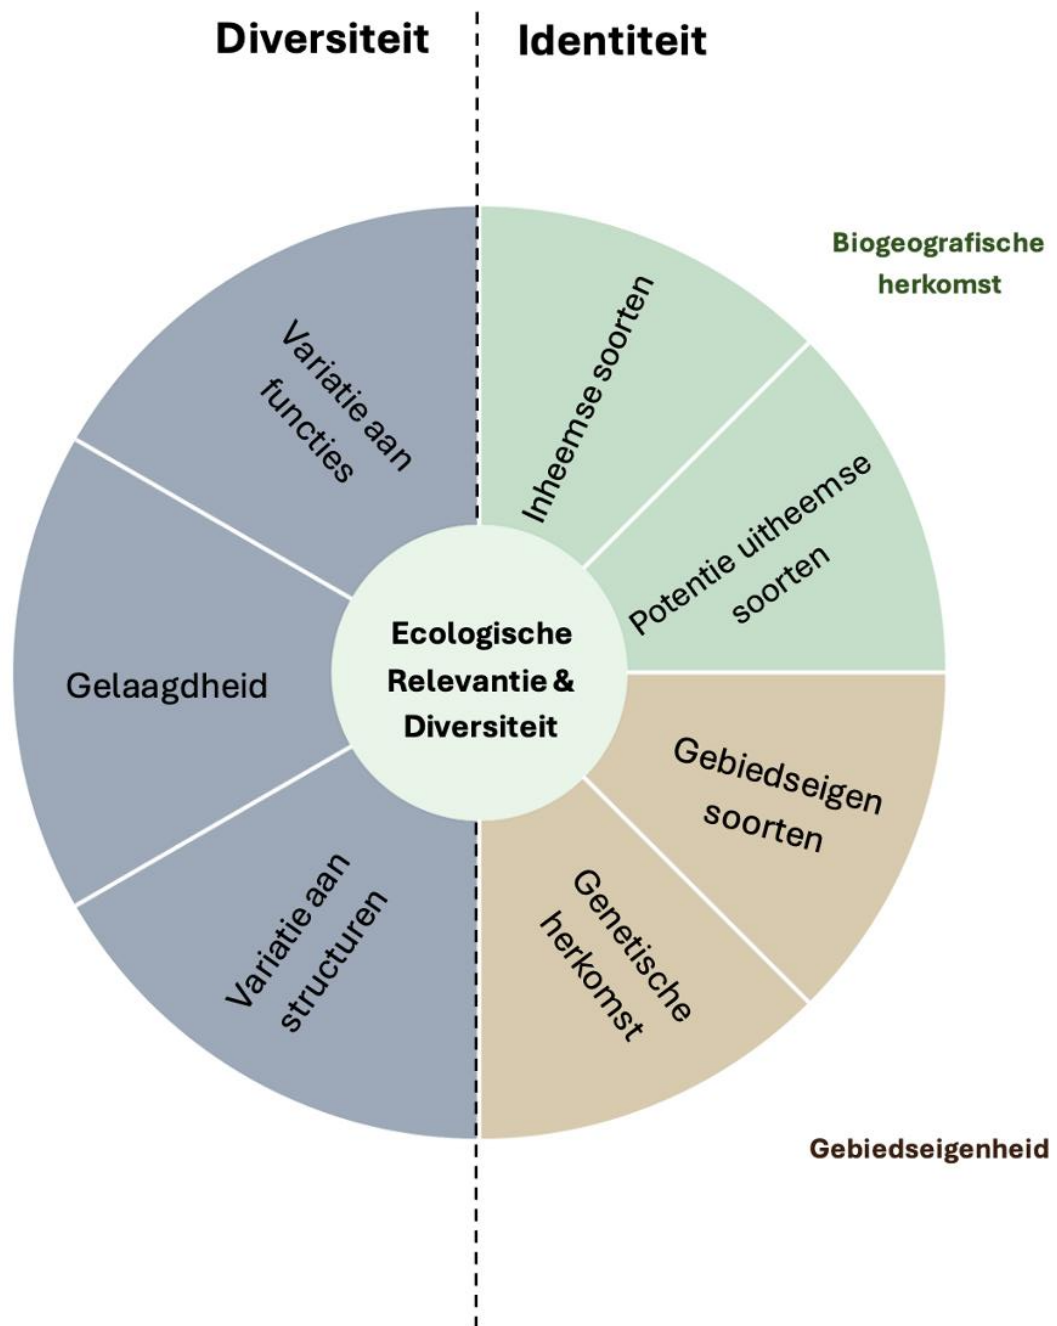 Diversiteit
Identiteit
Biogeografische
herkomst
Inheemse soorten
Potentie uitheemse
soorten
Gebiedseigen
soorten
Genetische
herkomst
Gebiedseigenheid
Variatie aan
structuren
Gelaagdheid
Variatie aan
functies
Ecologische
Relevantie &
Diversiteit